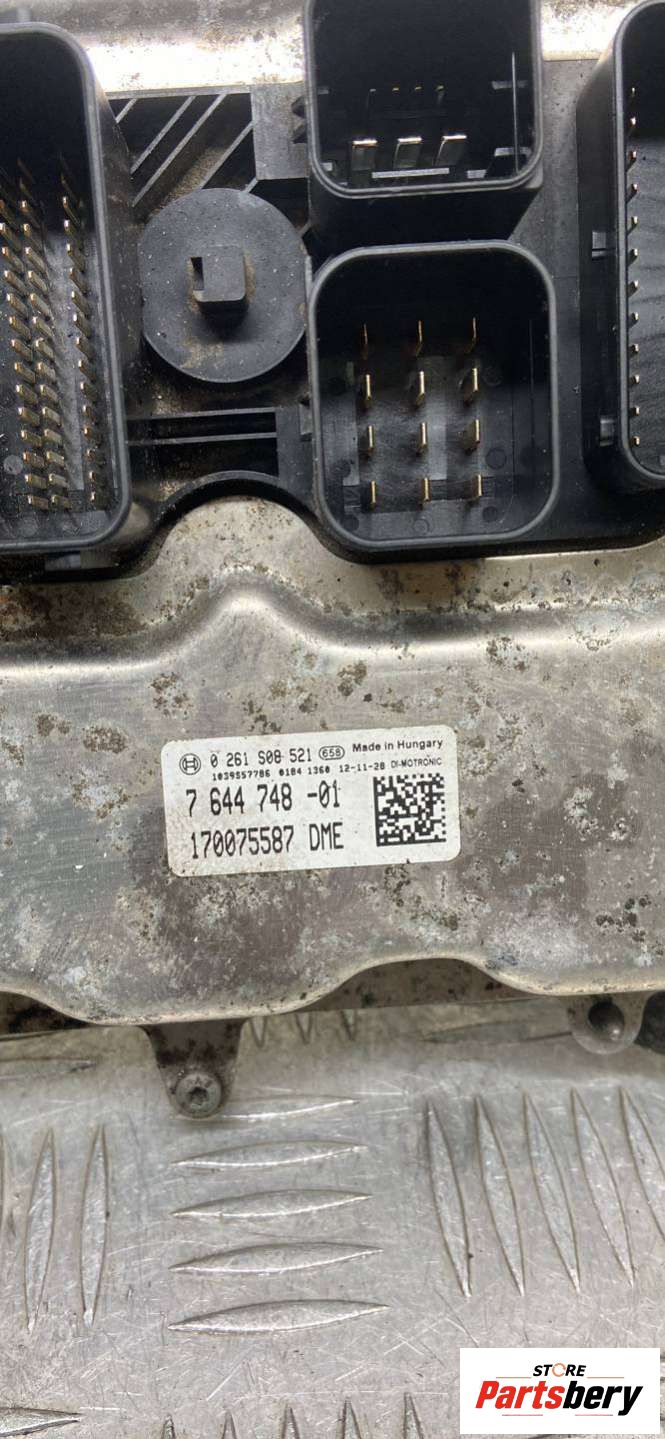 0 261 S08 521 658 Made in Hungary
1039S57786 0184 1360 12-11-28 DI-MOTRONIC
7 644 748 -01
170075587 DME
STORE
Partsbery